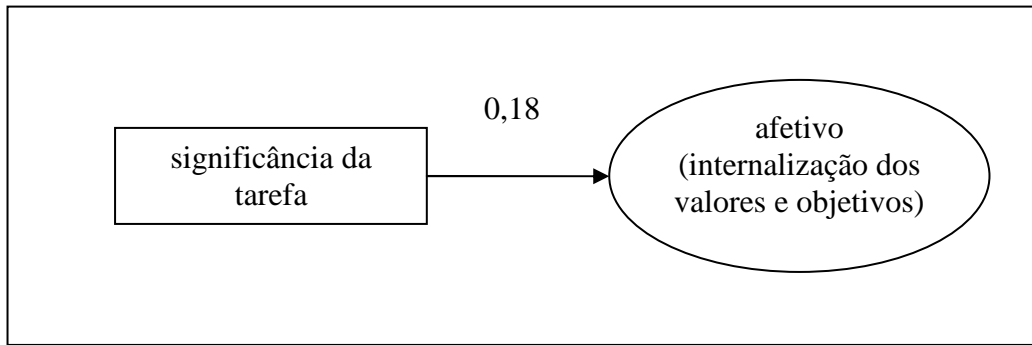 0,18
significância da
tarefa
afetivo
(internalização dos
valores e objetivos)